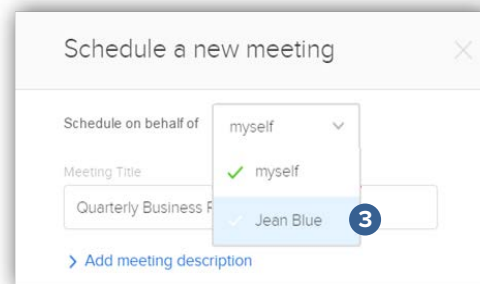 Schedule a new meeting
Schedule on behalf of
myself
Meeting Title
myself
Quarterly Business
Jean Blue
3
Add meeting description